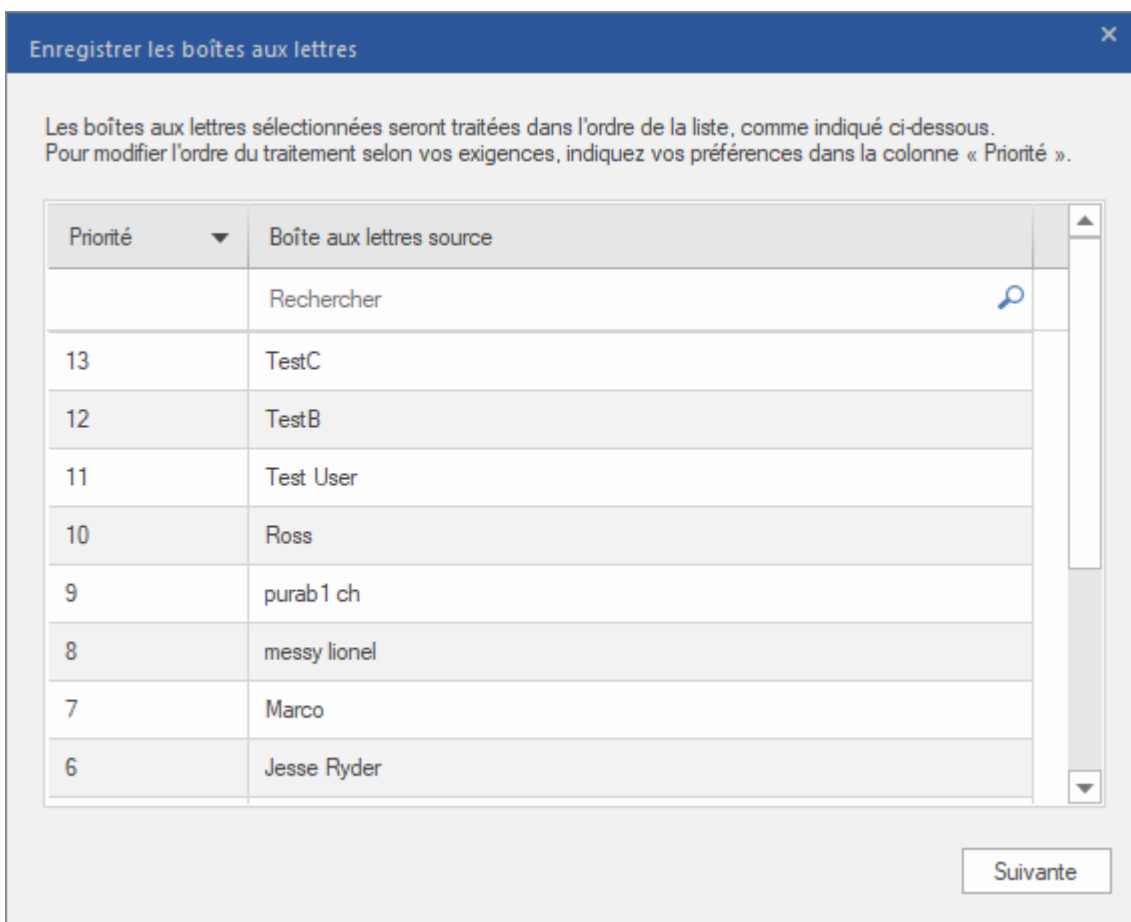 Enregistrer les boîtes aux lettres
Les boîtes aux lettres sélectionnées seront traitées dans l'ordre de la liste, comme indiqué ci-dessous.
Pour modifier l'ordre du traitement selon vos exigences, indiquez vos préférences dans la colonne « Priorité ».
Priorité Boîte aux lettres source
Rechercher
13 TestC
12 TestB
11 Test User
10 Ross
9 purab1 ch
8 messy lionel
7 Marco
6 Jesse Ryder
Suivante